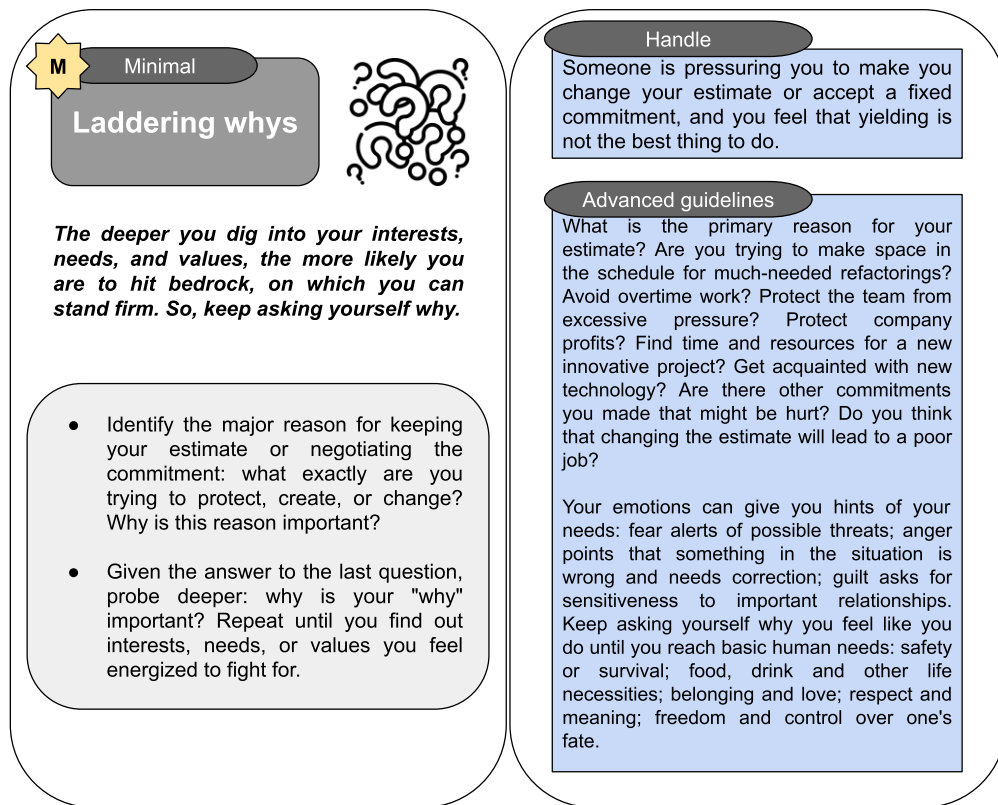 M
Minimal
Laddering whys
The deeper you dig into your interests,
needs, and values, the more likely you
are to hit bedrock, on which you can
stand firm. So, keep asking yourself why.
● Identify the major reason for keeping
your estimate or negotiating the
commitment: what exactly are you
trying to protect, create, or change?
Why is this reason important?
● Given the answer to the last question,
probe deeper: why is your "why"
important? Repeat until you find out
interests, needs, or values you feel
energized to fight for.
Handle
Someone is pressuring you to make you
change your estimate or accept a fixed
commitment, and you feel that yielding is
not the best thing to do.
Advanced guidelines
What is the primary reason for your
estimate? Are you trying to make space in
the schedule for much-needed refactorings?
Avoid overtime work? Protect the team from
excessive pressure? Protect company
profits? Find time and resources for a new
innovative project? Get acquainted with new
technology? Are there other commitments
you made that might be hurt? Do you think
that changing the estimate will lead to a poor
job?
Your emotions can give you hints of your
needs: fear alerts of possible threats; anger
points that something in the situation is
wrong and needs correction; guilt asks for
sensitiveness to important relationships.
Keep asking yourself why you feel like you
do until you reach basic human needs: safety
or survival; food, drink and other life
necessities; belonging and love; respect and
meaning; freedom and control over one's
fate.